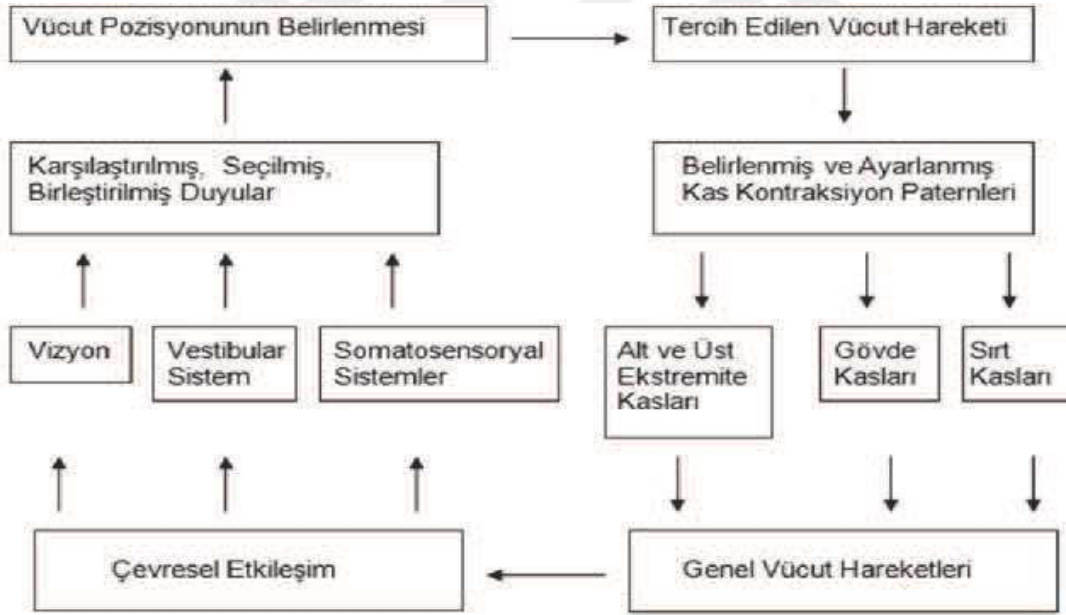 Vücut Pozisyonunun Belirlenmesi
Tercih Edilen Vücut Hareketi
Karşılaştırılmış, Seçilmiş,
Birleştirilmiş Duyular
Belirlenmiş ve Ayarlanmış
Kas Kontraksiyon Paternleri
Vizyon
Vestibular
Sistem
Somatosensoryal
Sistemler
Alt ve Üst
Ekstremite
Kasları
Gövde
Kasları
Sırt
Kasları
Çevresel Etkileşim
Genel Vücut Hareketleri